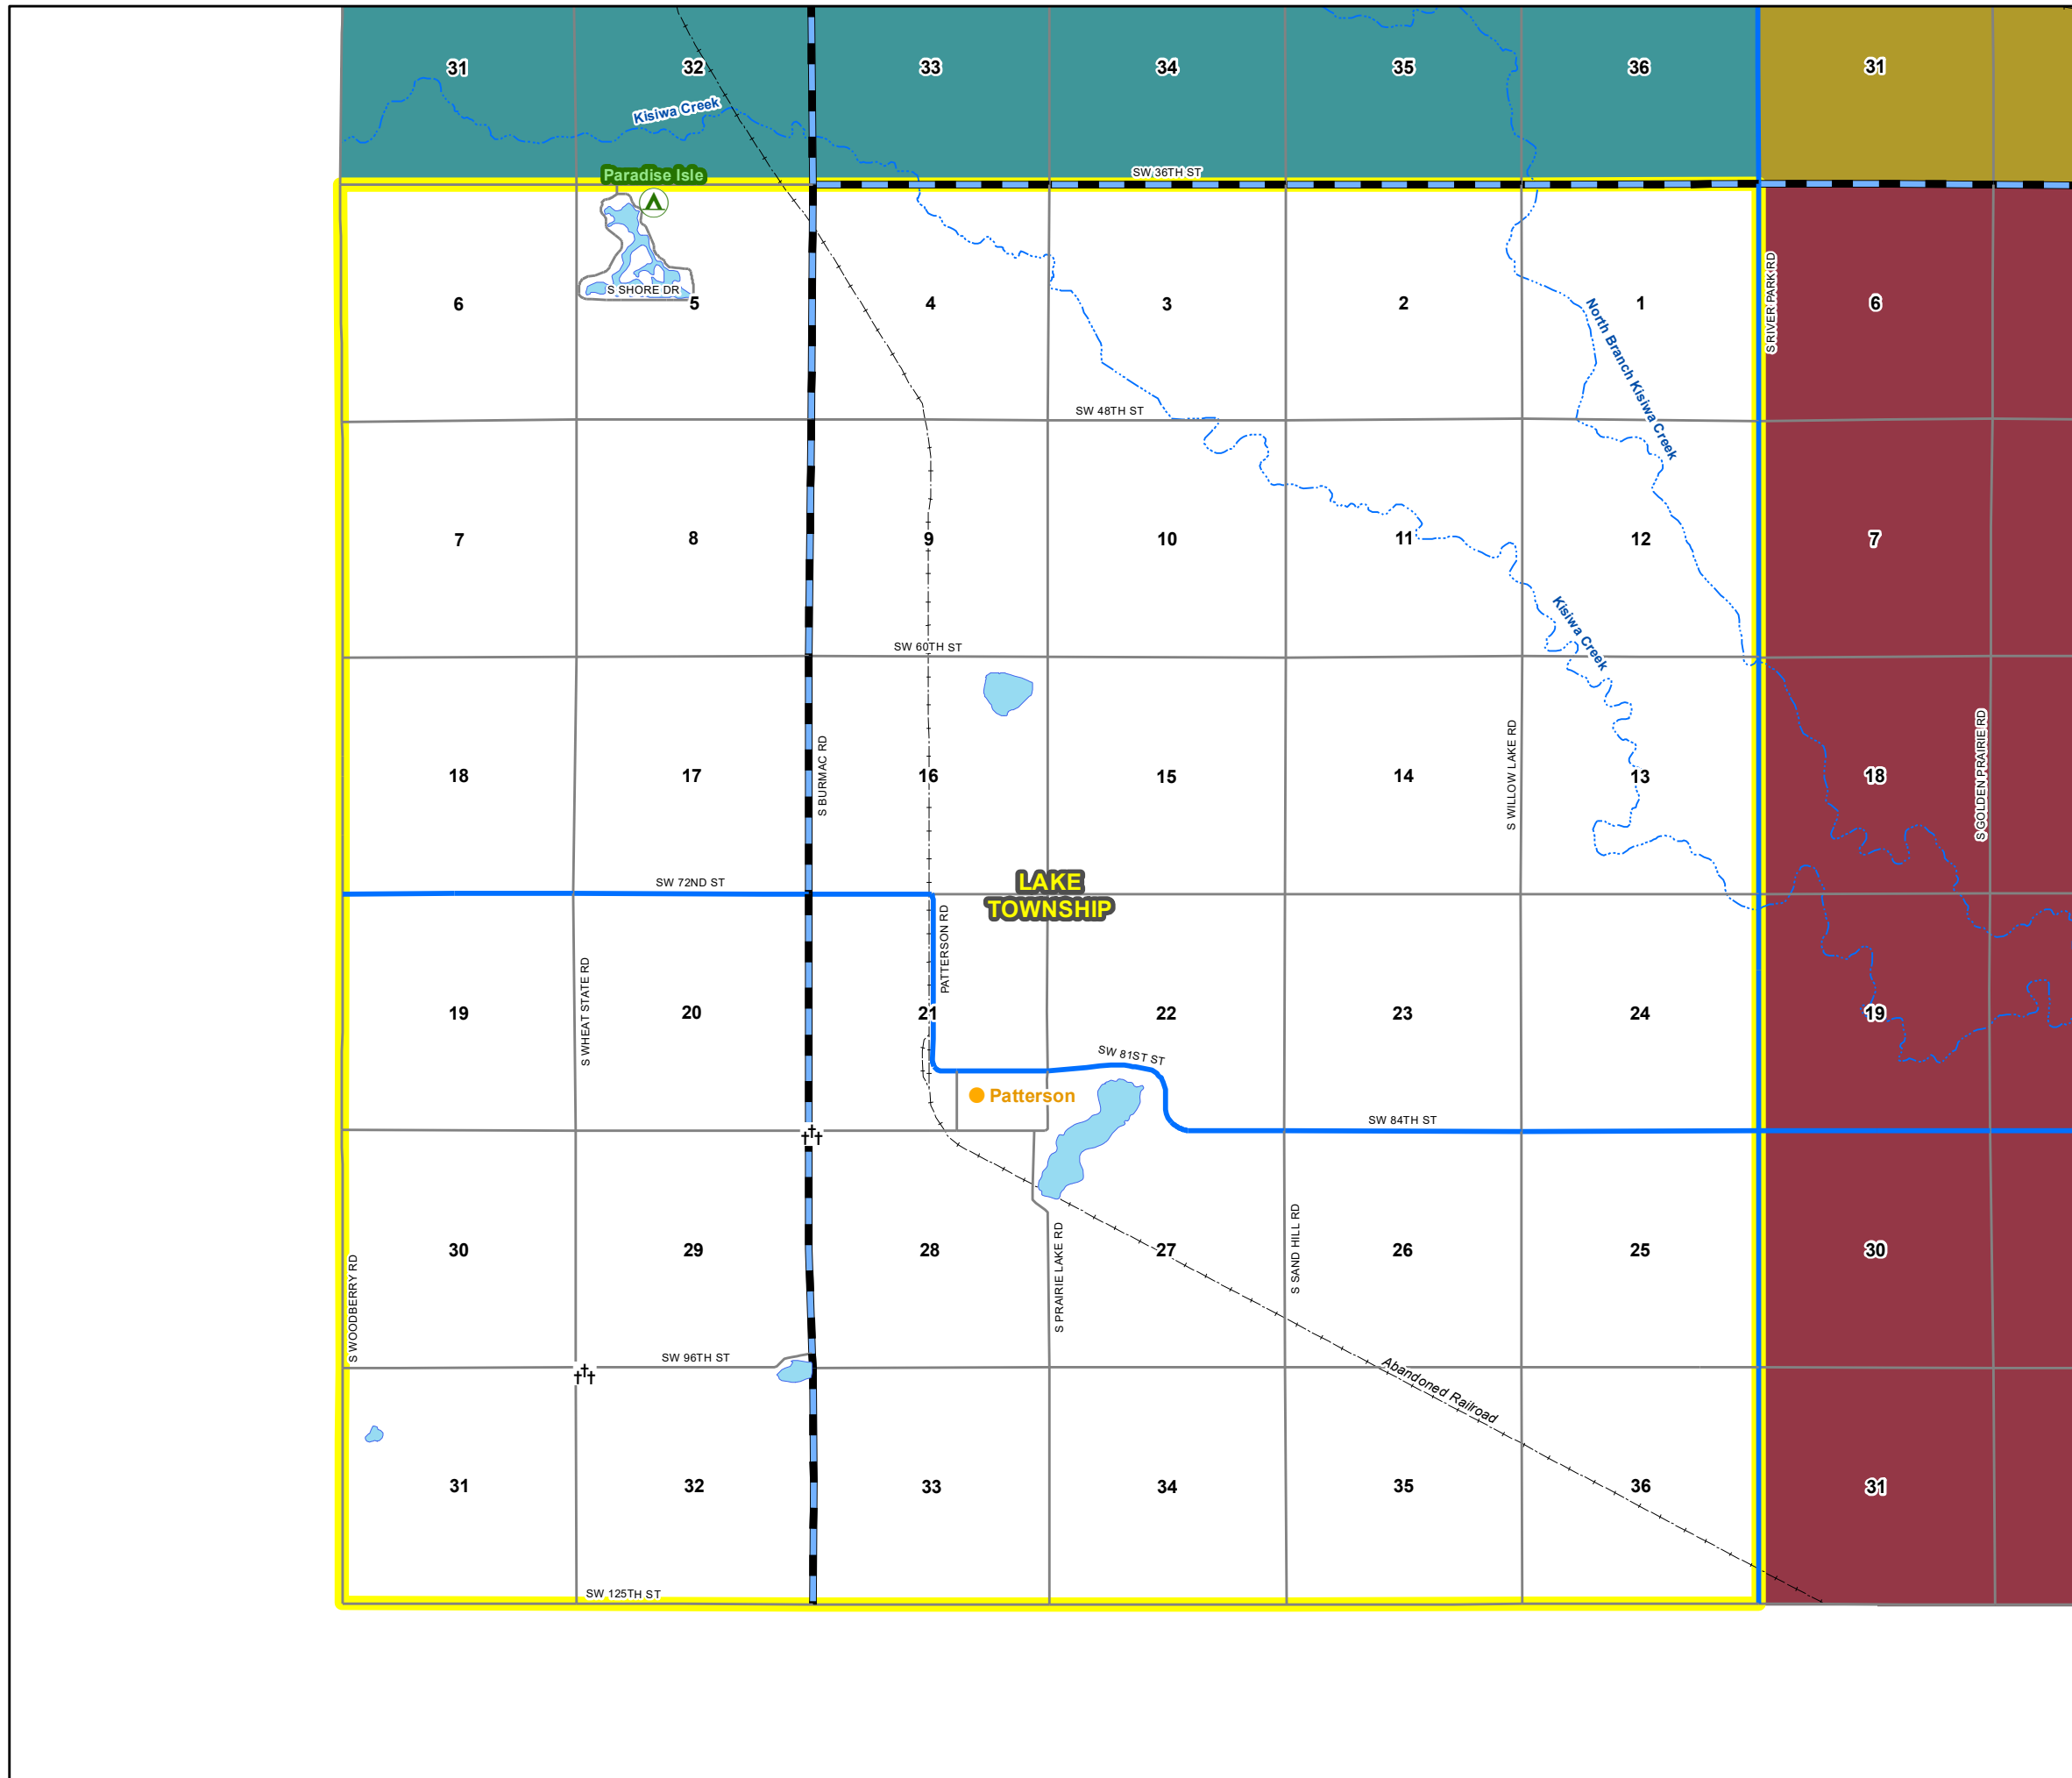 31
32
33
34
35
36
31
Kisiwa Creek
SW 36TH ST
Paradise Isle
S SHORE DR
S RIVER PARK RD
North Branch Kisiwa Creek
6
5
4
3
2
1
6
SW 48TH ST
7
8
9
10
11
12
7
Kisiwa Creek
SW 60TH ST
S BURMAC RD
S WILLOW LAKE RD
S GOLDEN PRAIRIE RD
18
17
16
15
14
13
18
SW 72ND ST
LAKE
TOWNSHIP
PATTERSON RD
S WHEAT STATE RD
19
20
21
22
23
24
19
SW 81ST ST
Patterson
SW 84TH ST
S WOODBERRY RD
S PRAIRIE LAKE RD
S SAND HILL RD
30
29
28
27
26
25
30
SW 96TH ST
Abandoned Railroad
31
32
33
34
35
36
31
SW 125TH ST